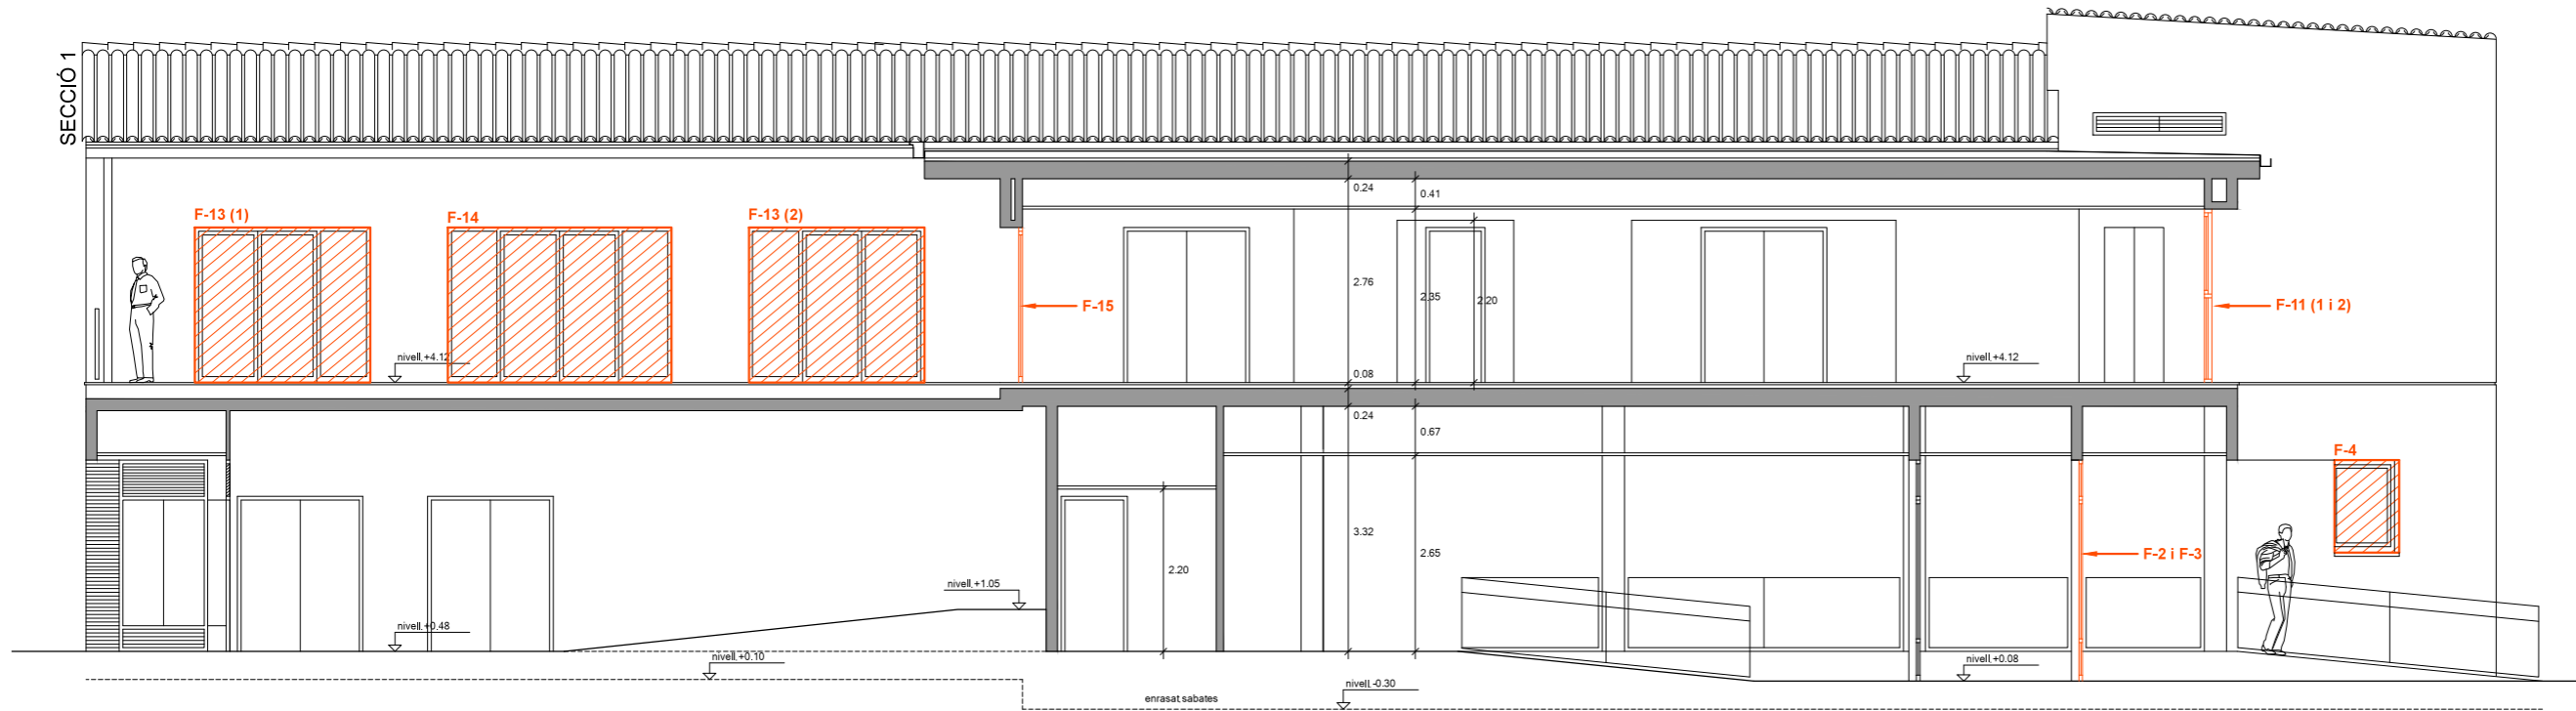 SECCIÓ 1
0.24
0.41
F-13 (1)
F-14
F-13 (2)
2.76
2.35
2.20
F-15
F-11 (1 i 2)
nivell.+4.12
nivell.+4.12
0.08
0.24
0.67
F-4
3.32
2.65
F-2 i F-3
2.20
nivell.+1.05
nivell.+0.48
nivell.+0.10
nivell.+0.08
nivell.-0.30
enrasat sabates